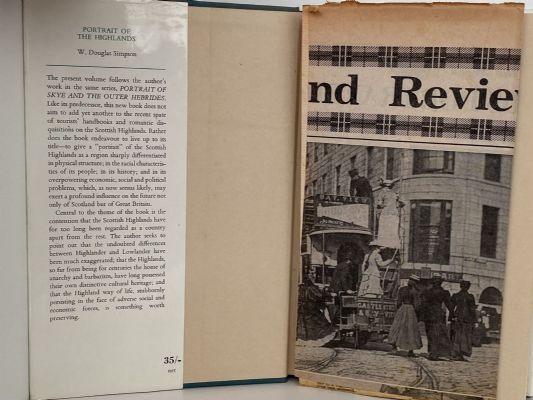 PORTRAIT OF
THE HIGHLANDS
W. Douglas Simpson
The present volume follows the author's
work in the same series, PORTRAIT OF
SKYE AND THE OUTER HEBRIDES.
Like its predecessor, this new book does not
aim to add yet another to the recent spate
of tourists' handbooks and romantic dis-
quisitions on the Scottish Highlands. Rather
does the book endeavour to live up to its
title—to give a "portrait" of the Scottish
Highlands as a region sharply differentiated
in physical structure; in the racial characteris-
tics of its people; in its history; and in its
overpowering economic, social and political
problems, which, as now seems likely, may
exert a profound influence on the future not
only of Scotland but of Great Britain.
Central to the theme of the book is the
contention that the Scottish Highlands have
for too long been regarded as a country
apart from the rest. The author seeks to
point out that the undoubted differences
between Highlander and Lowlander have
been much exaggerated; that the Highlands,
so far from being for centuries the home of
anarchy and barbarism, have long possessed
their own distinctive cultural heritage; and
that the Highland way of life, stubbornly
persisting in the face of adverse social and
economic forces, is something worth
preserving.
35/-
net
nd Revie